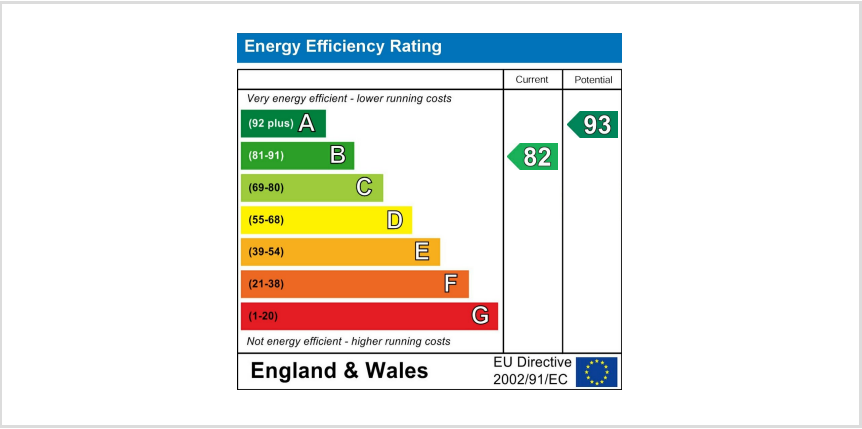 Energy Efficiency Rating
Current Potential
Very energy efficient - lower running costs
(92 plus) A
93
(81-91) B
82
(69-80) C
(55-68) D
(39-54) E
(21-38) F
(1-20) G
Not energy efficient - higher running costs
England & Wales
EU Directive
2002/91/EC